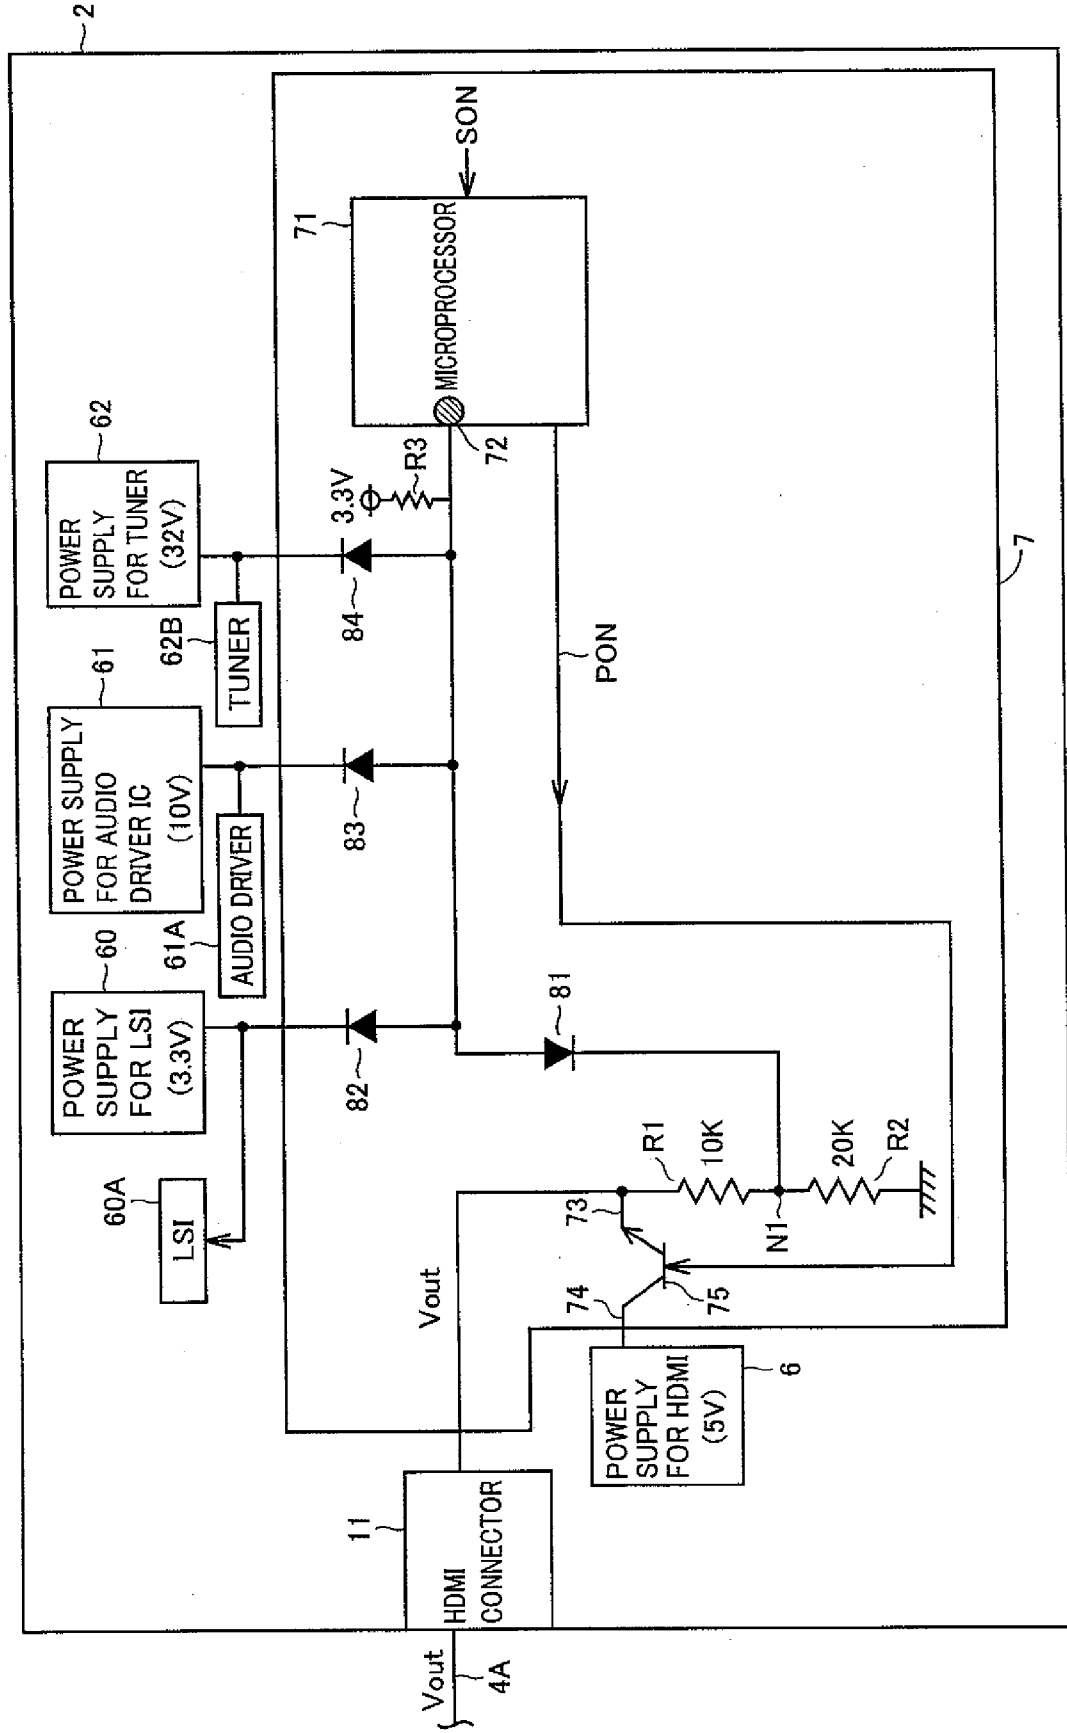 2
POWER
SUPPLY
FOR LSI
(3.3V)
60
POWER SUPPLY
FOR AUDIO
DRIVER IC
(10V)
61
POWER
SUPPLY
FOR TUNER
(32V)
62
LSI
60A
AUDIO DRIVER
61A
TUNER
62B
82
83
84
3.3V
R3
72
71
MICROPROCESSOR
SON
HDMI
CONNECTOR
11
Vout
4A
Vout
81
PON
7
POWER
SUPPLY
FOR HDMI
(5V)
6
74
73
75
R1
10K
N1
20K
R2